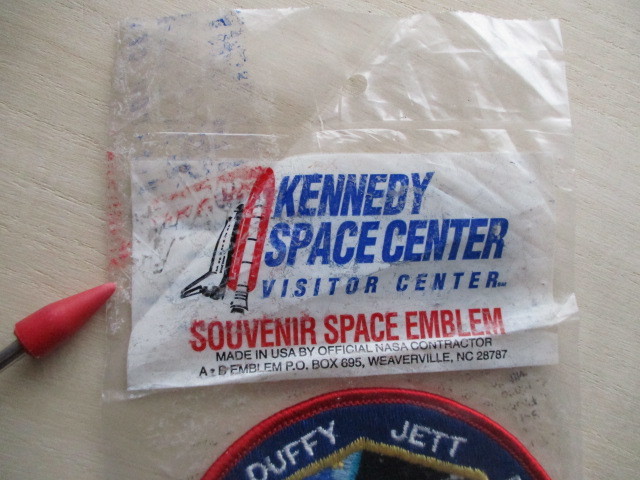 KENNEDY
SPACE CENTER
VISITOR CENTER
SOUVENIR SPACE EMBLEM
MADE IN USA BY OFFICIAL NASA CONTRACTOR
A-B EMBLEM P.O. BOX 695, WEAVERVILLE, NC 28787
DUFFY JETT